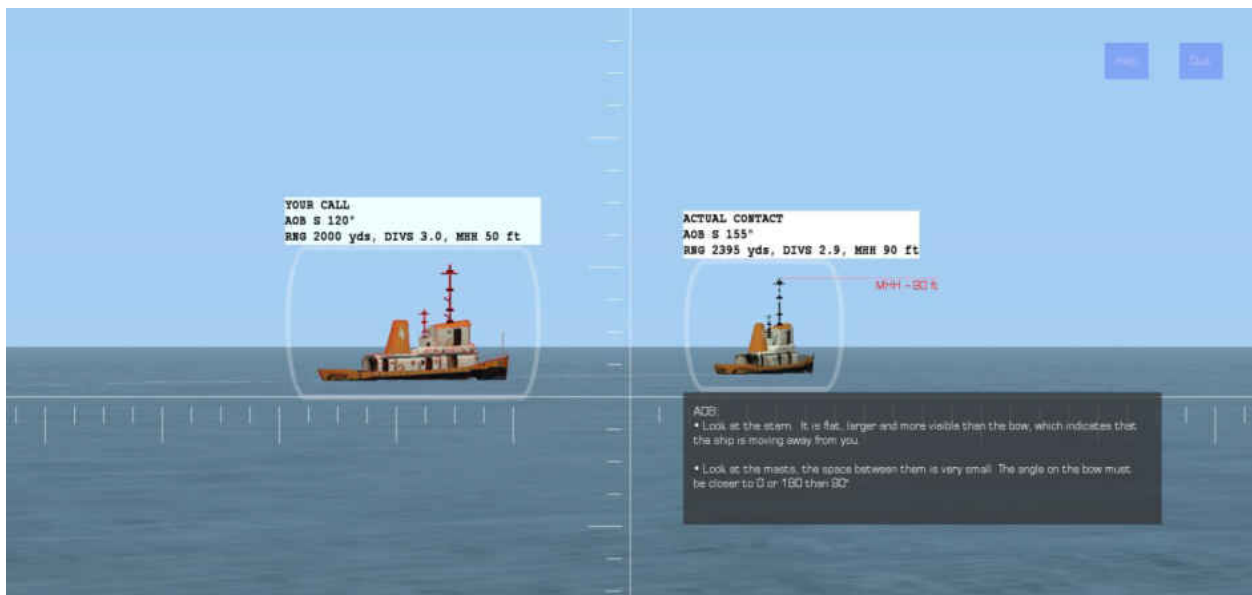 Quit
YOUR CALL
AOB S 120°
RNG 2000 yds, DIVS 3.0, MHH 50 ft
ACTUAL CONTACT
AOB S 155°
RNG 2395 yds, DIVS 2.9, MHH 90 ft
MHH ~90 ft
AOB:
• Look at the stern. It is flat, larger and more visible than the bow, which indicates that
the ship is moving away from you.
• Look at the masts, the space between them is very small. The angle on the bow must
be closer to 0 or 180 than 90°.